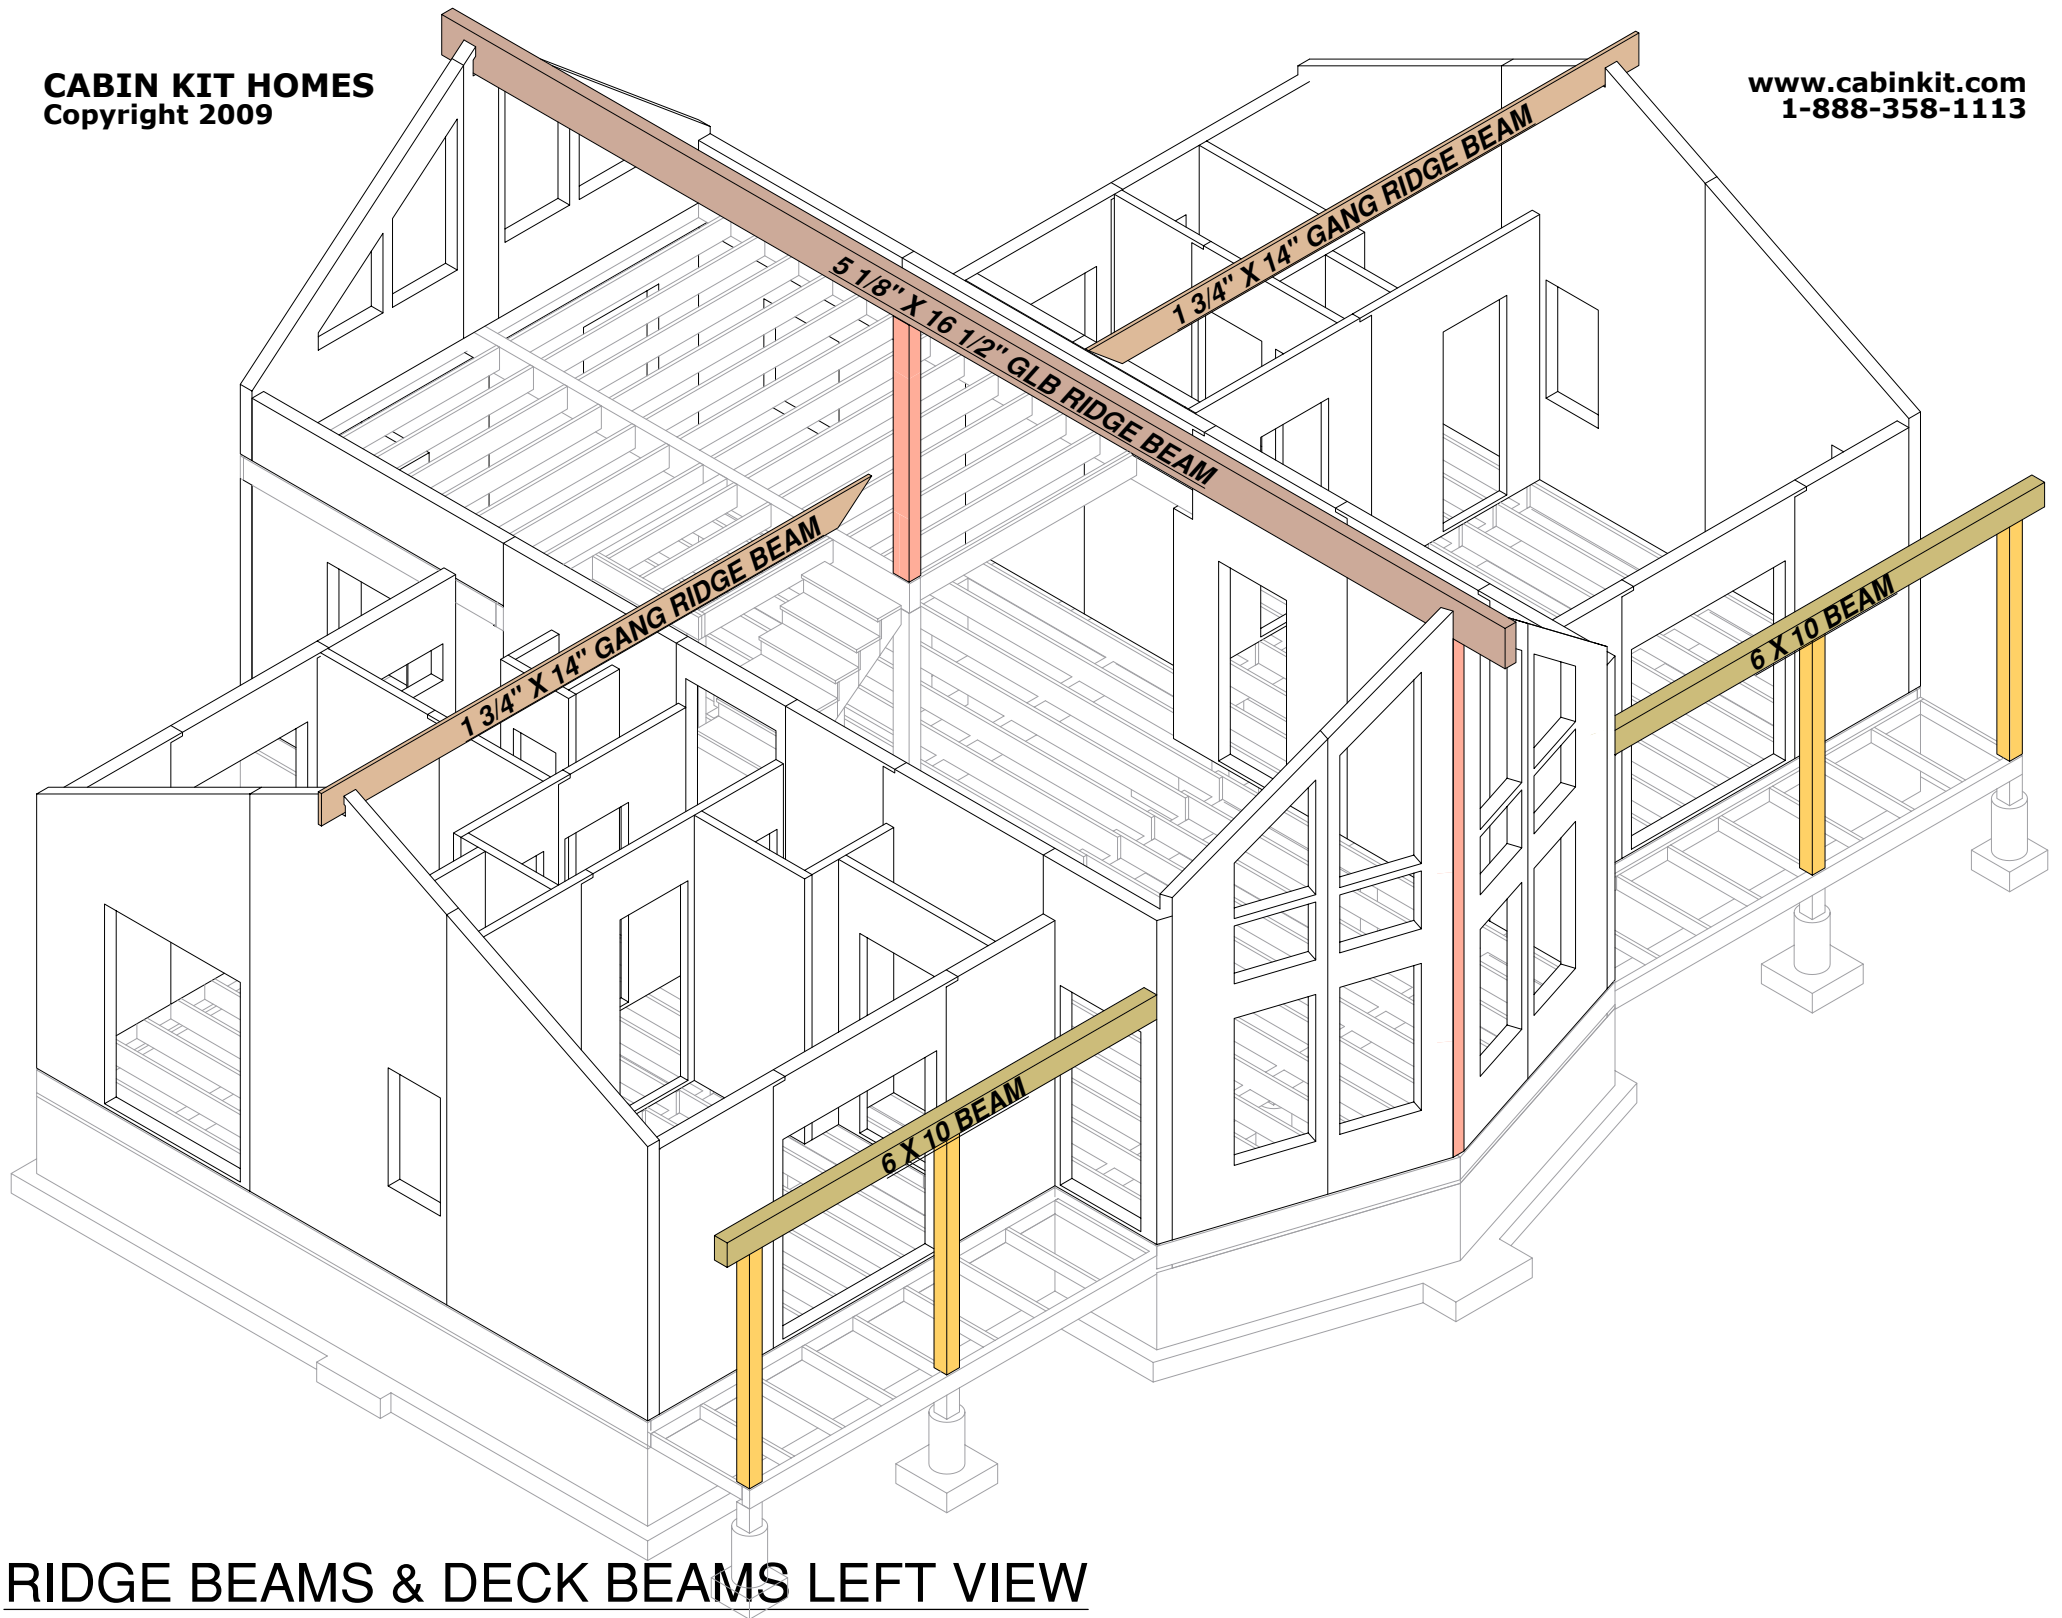 CABIN KIT HOMES
Copyright 2009
www.cabinkit.com
1-888-358-1113
1 3/4" X 14" GANG RIDGE BEAM
5 1/8" X 16 1/2" GLB RIDGE BEAM
1 3/4" X 14" GANG RIDGE BEAM
6 X 10 BEAM
6 X 10 BEAM
RIDGE BEAMS & DECK BEAMS LEFT VIEW